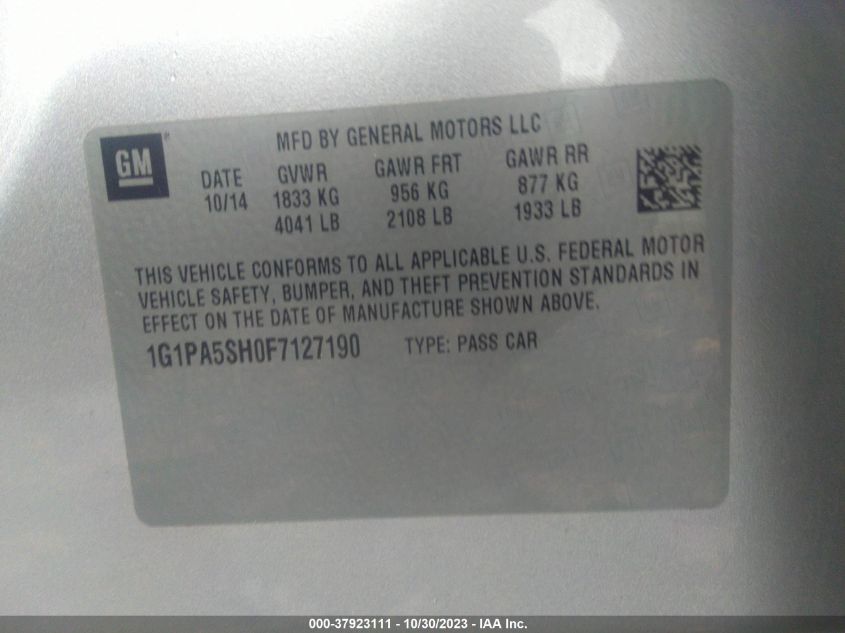 GM
MFD BY GENERAL MOTORS LLC
DATE GVWR GAWR FRT GAWR RR
10/14 1833 KG 956 KG 877 KG
4041 LB 2108 LB 1933 LB
THIS VEHICLE CONFORMS TO ALL APPLICABLE U.S. FEDERAL MOTOR
VEHICLE SAFETY, BUMPER, AND THEFT PREVENTION STANDARDS IN
EFFECT ON THE DATE OF MANUFACTURE SHOWN ABOVE.
1G1PA5SH0F7127190 TYPE: PASS CAR
000-37923111 - 10/30/2023 - IAA Inc.